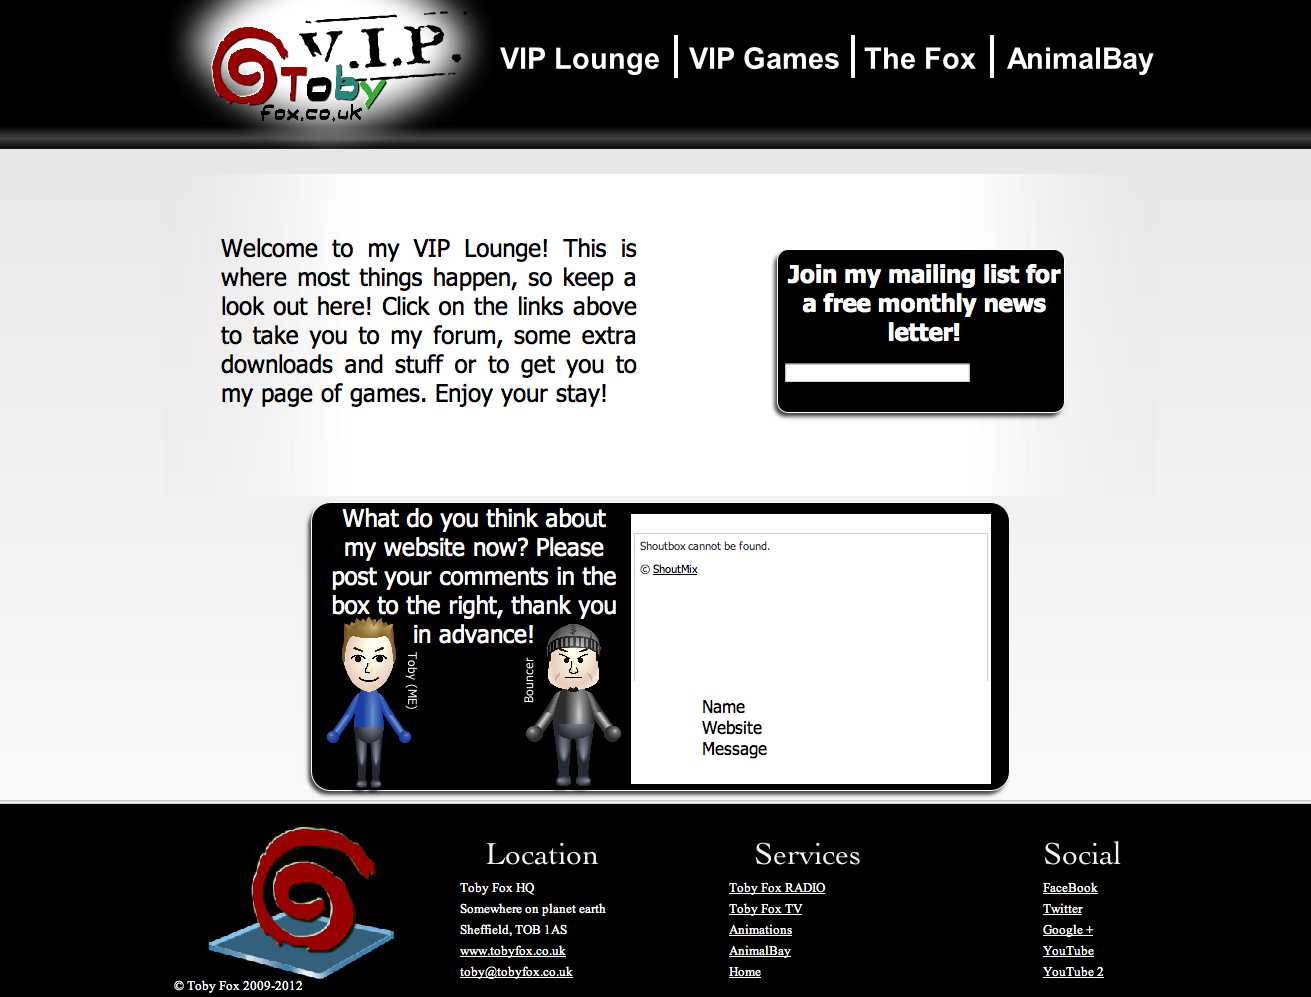 V.I.P.
Toby
fox.co.uk
VIP Lounge
VIP Games
The Fox
AnimalBay
Welcome to my VIP Lounge! This is
where most things happen, so keep a
look out here! Click on the links above
to take you to my forum, some extra
downloads and stuff or to get you to
my page of games. Enjoy your stay!
Join my mailing list for
a free monthly news
letter!
What do you think about
my website now? Please
post your comments in the
box to the right, thank you
in advance!
Toby (ME)
Bouncer
Shoutbox cannot be found.
© ShoutMix
Name
Website
Message
© Toby Fox 2009-2012
Location
Toby Fox HQ
Somewhere on planet earth
Sheffield, TOB 1AS
www.tobyfox.co.uk
toby@tobyfox.co.uk
Services
Toby Fox RADIO
Toby Fox TV
Animations
AnimalBay
Home
Social
FaceBook
Twitter
Google +
YouTube
YouTube 2